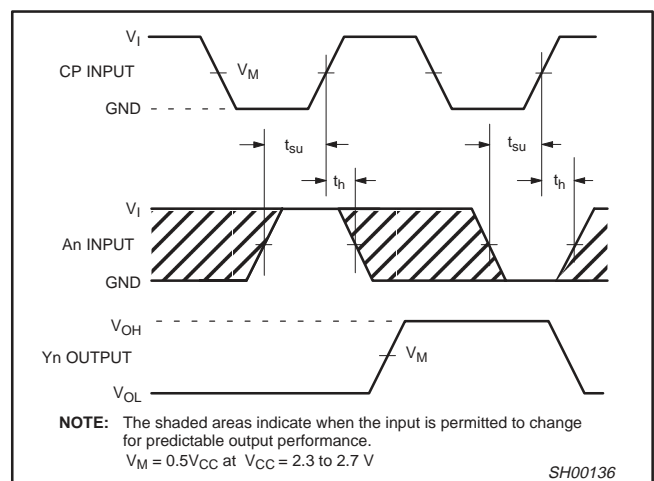 V_I
CP INPUT
V_M
GND
t_su
t_su
t_h
t_h
V_I
An INPUT
GND
V_OH
Yn OUTPUT
V_M
V_OL
NOTE: The shaded areas indicate when the input is permitted to change
for predictable output performance.
V_M = 0.5V_CC at V_CC = 2.3 to 2.7 V
SH00136